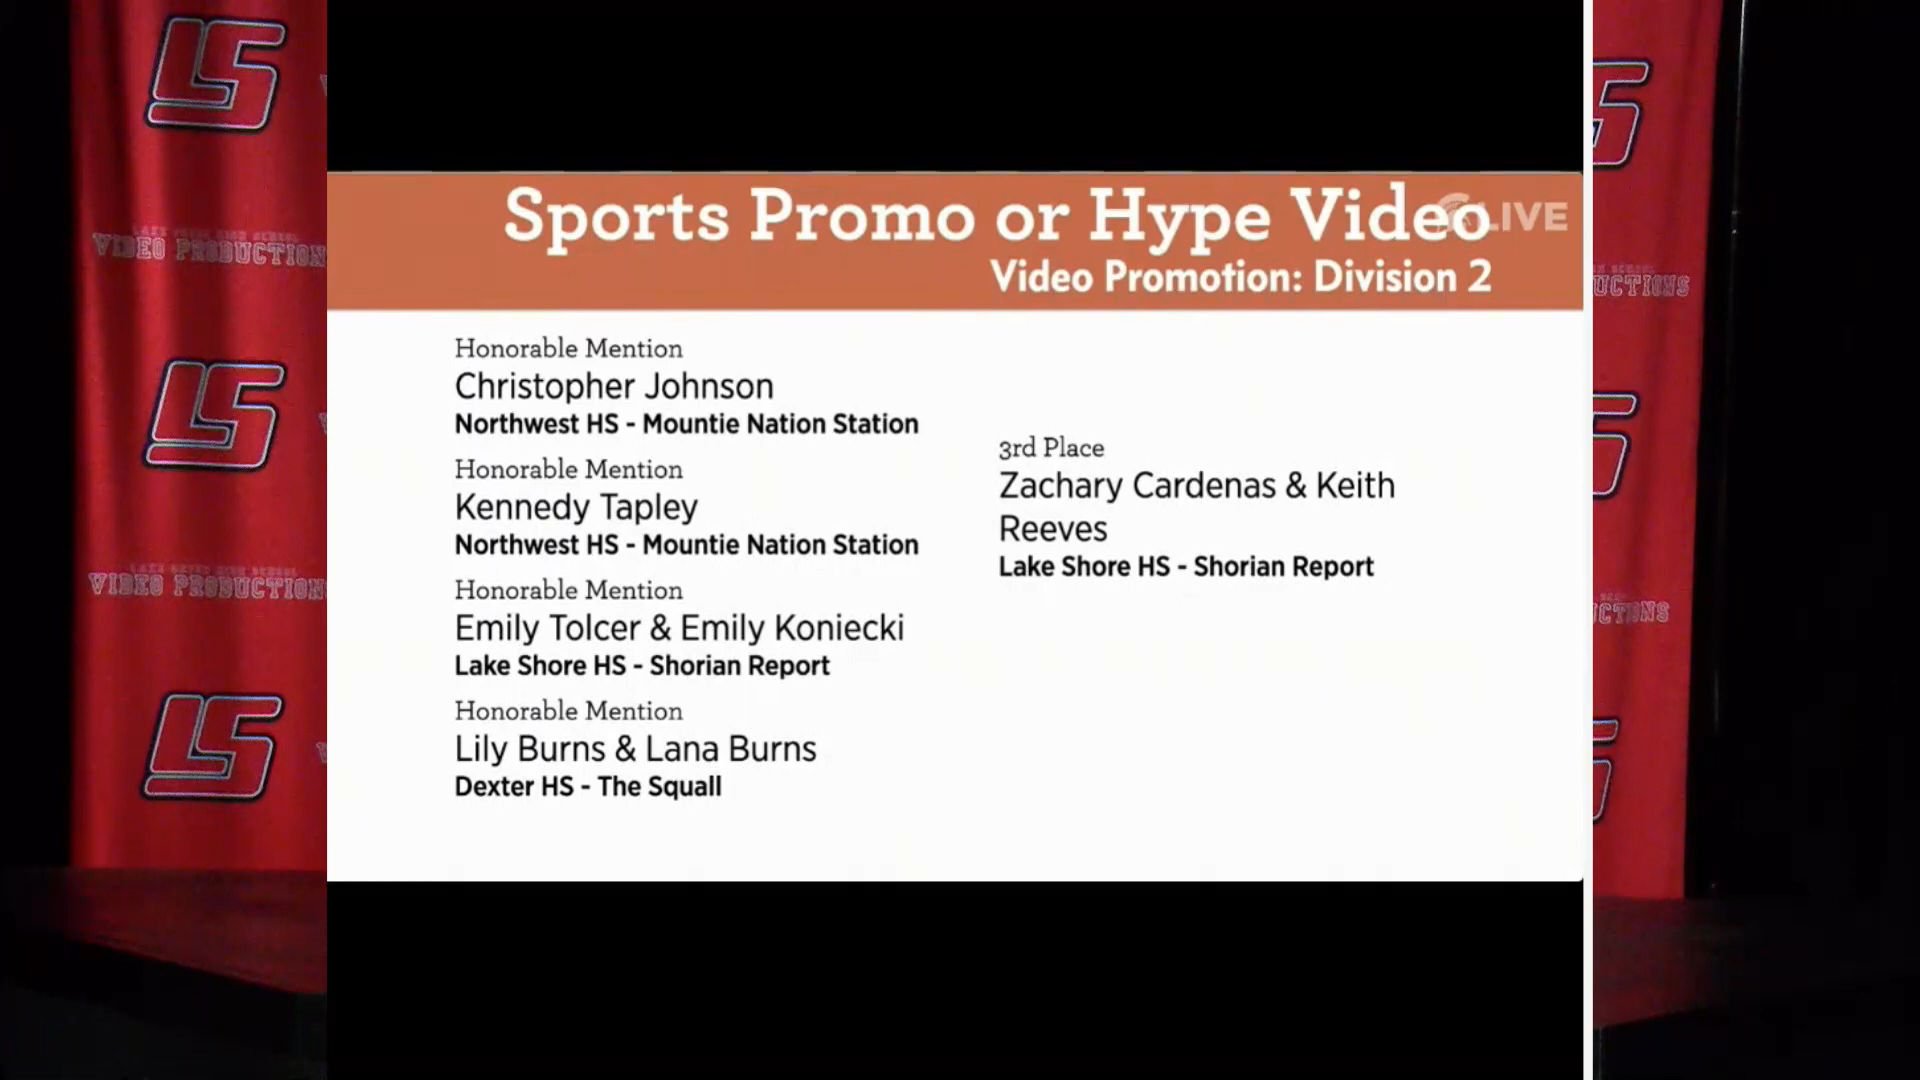 Sports Promo or Hype Video
LIVE
Video Promotion: Division 2
Honorable Mention
Christopher Johnson
Northwest HS - Mountie Nation Station
Honorable Mention
Kennedy Tapley
Northwest HS - Mountie Nation Station
Honorable Mention
Emily Tolcer & Emily Koniecki
Lake Shore HS - Shorian Report
Honorable Mention
Lily Burns & Lana Burns
Dexter HS - The Squall
3rd Place
Zachary Cardenas & Keith
Reeves
Lake Shore HS - Shorian Report
LS
VIDEO PRODUCTION
LS
VIDEO PRODUCTIONS
LS